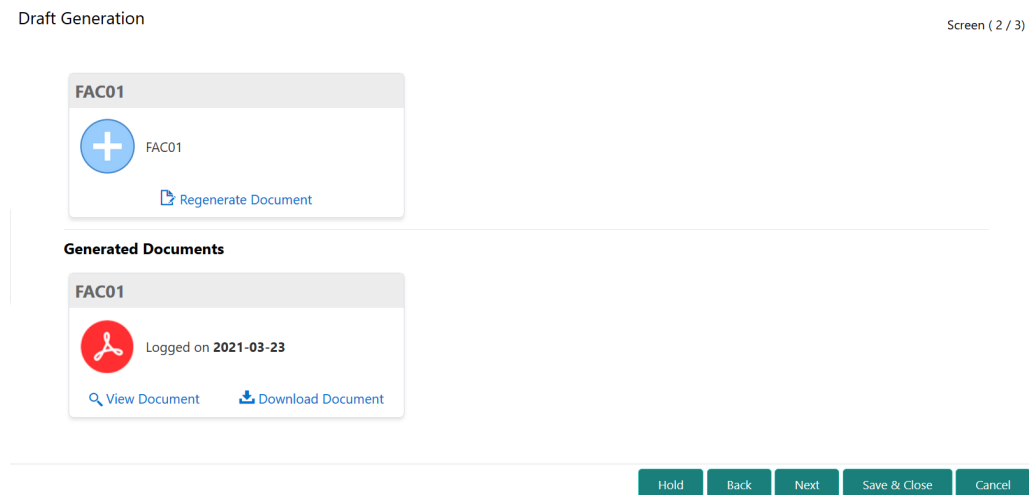 Draft Generation
Screen ( 2 / 3)
FAC01
FAC01
Regenerate Document
Generated Documents
FAC01
Logged on 2021-03-23
View Document Download Document
Hold Back Next Save & Close Cancel